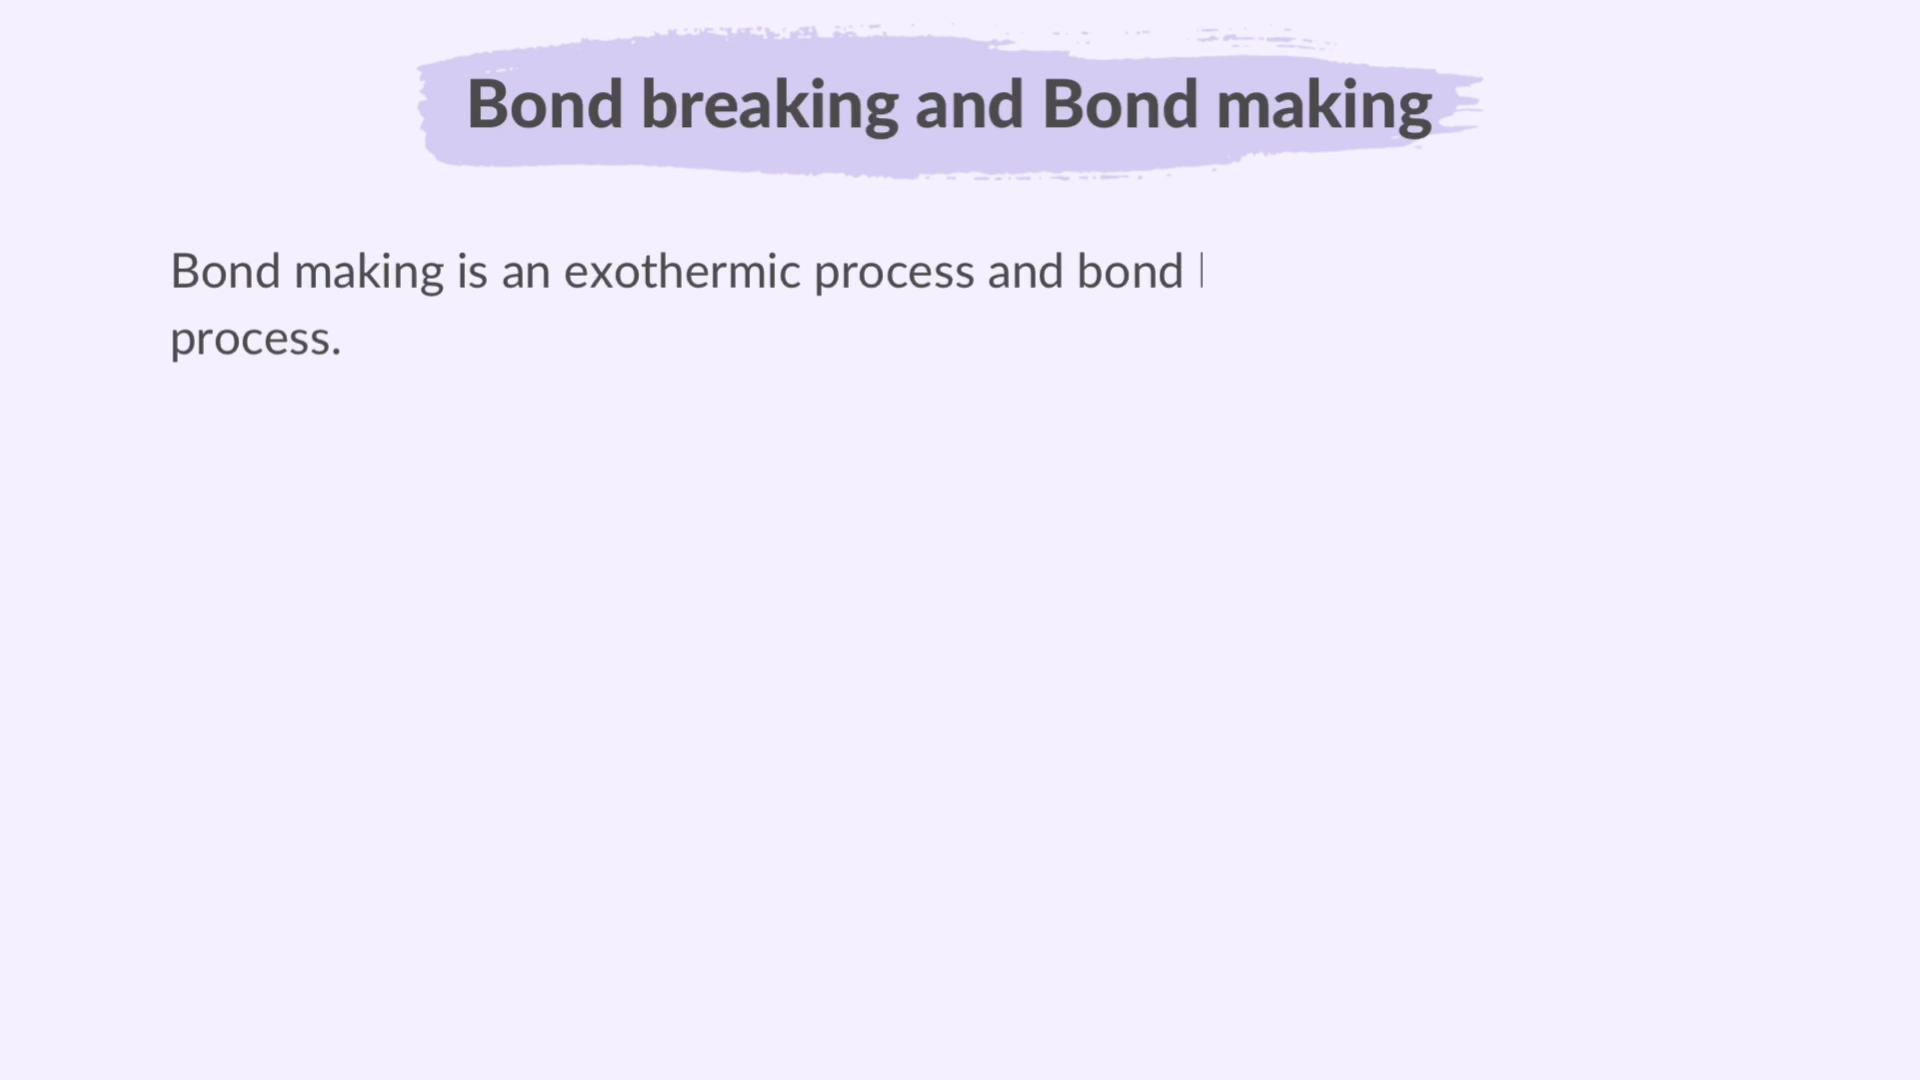 Bond breaking and Bond making
Bond making is an exothermic process and bond
process.